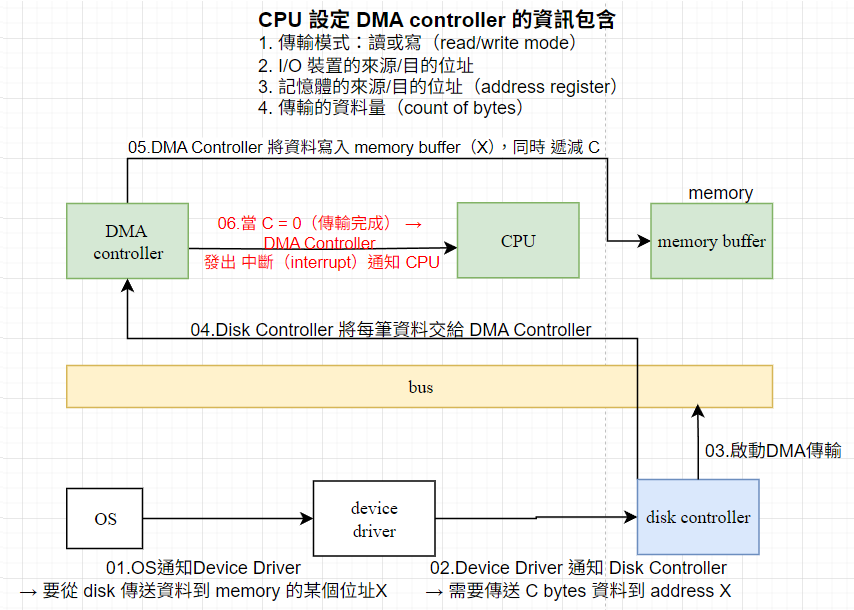 CPU 設定 DMA controller 的資訊包含
1. 傳輸模式：讀或寫（read/write mode）
2. I/O 裝置的來源/目的位址
3. 記憶體的來源/目的位址（address register）
4. 傳輸的資料量（count of bytes）
05.DMA Controller 將資料寫入 memory buffer（X），同時 遞減 C
memory
DMA
controller
06.當 C = 0（傳輸完成） →
DMA Controller
發出 中斷（interrupt）通知 CPU
CPU
memory buffer
04.Disk Controller 將每筆資料交給 DMA Controller
bus
03.啟動DMA傳輸
OS
device
driver
disk controller
01.OS通知Device Driver
→ 要從 disk 傳送資料到 memory 的某個位址X
02.Device Driver 通知 Disk Controller
→ 需要傳送 C bytes 資料到 address X